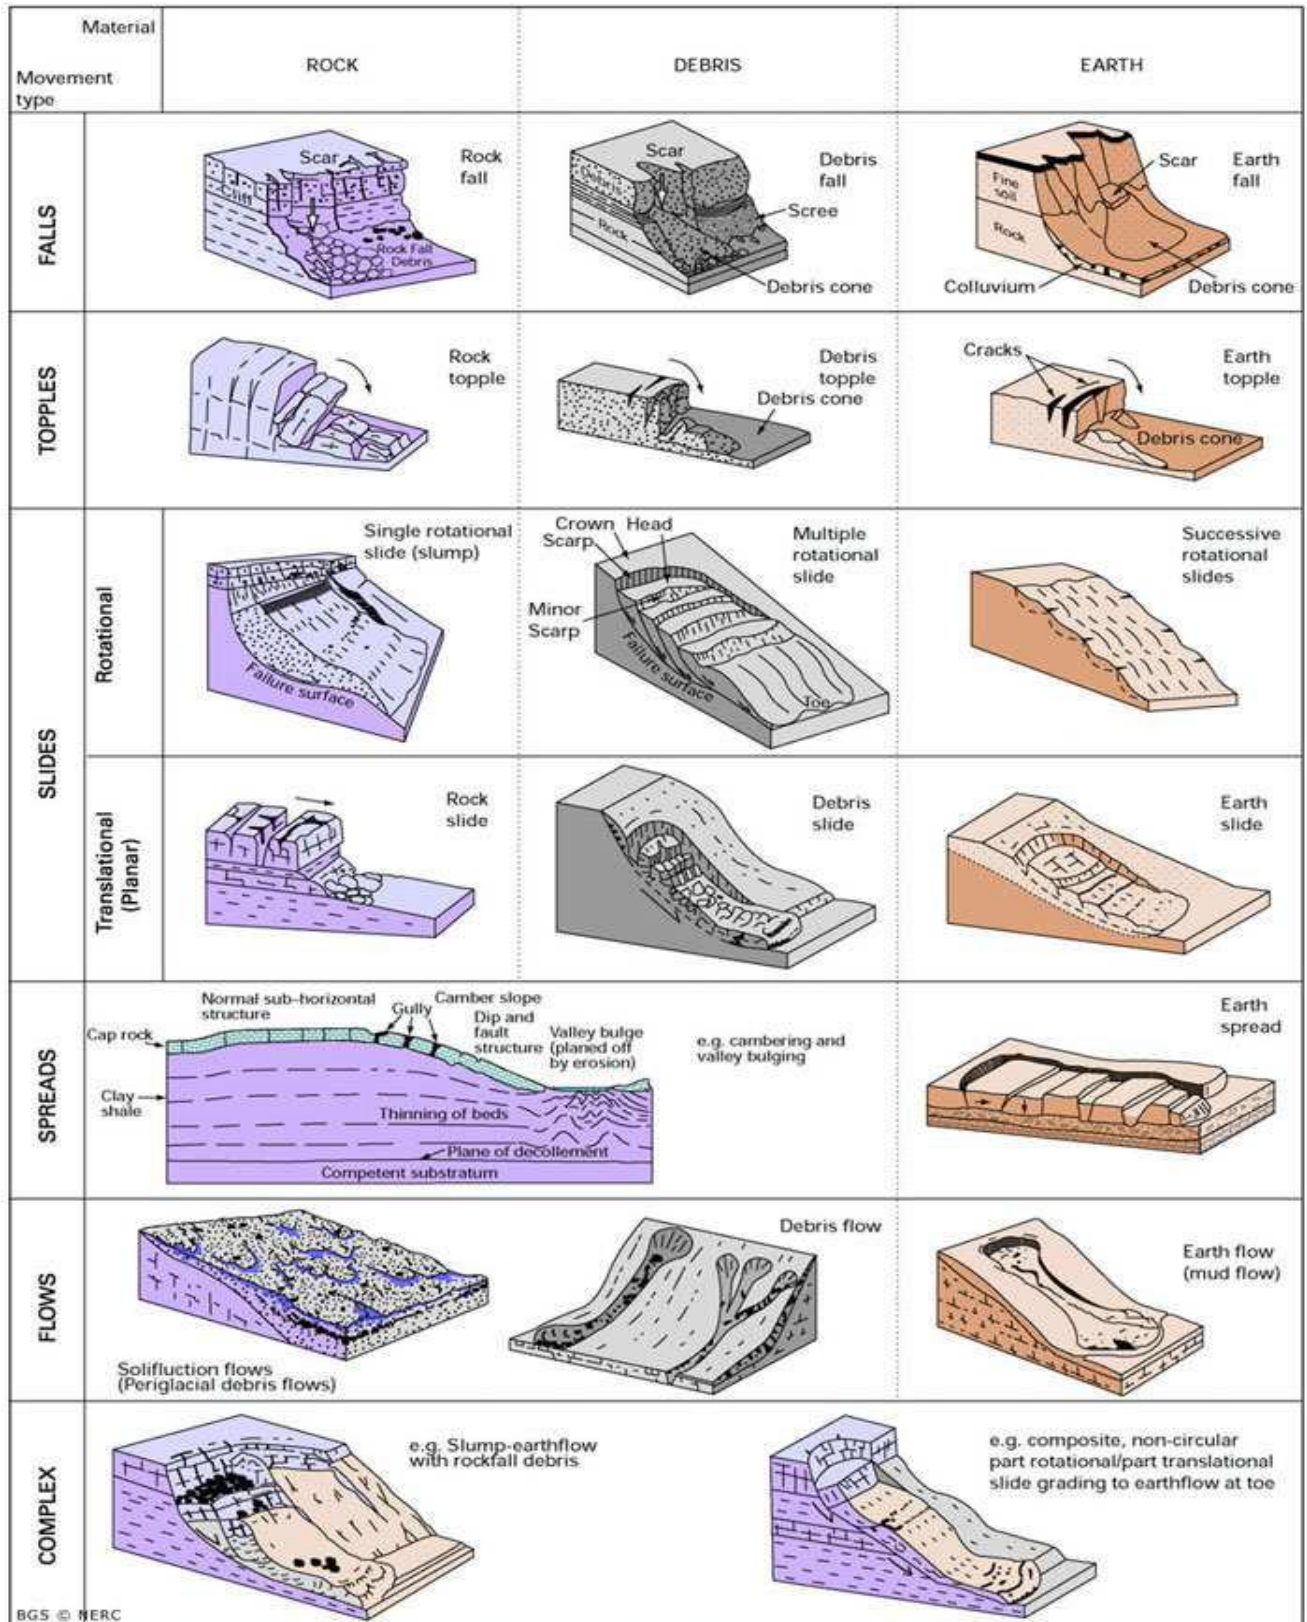 Material
Movement
type
ROCK
DEBRIS
EARTH
FALLS
Scar
Cliff
Rock Fall
Debris
Rock
fall
Scar
Debris
Rock
Debris
fall
Scree
Debris cone
Fine
soil
Rock
Scar
Earth
fall
Colluvium
Debris cone
TOPPLES
Rock
topple
Debris
topple
Debris cone
Cracks
Earth
topple
Debris cone
SLIDES
Rotational
Single rotational
slide (slump)
Failure surface
Crown
Head
Scarp
Minor
Scarp
Failure surface
Toe
Multiple
rotational
slide
Successive
rotational
slides
Translational
(Planar)
Rock
slide
Debris
slide
Earth
slide
SPREADS
Normal sub-horizontal
structure
Gully
Camber slope
Dip and
fault
structure
Valley bulge
(planed off
by erosion)
Cap rock
Clay
shale
Thinning of beds
Plane of decollement
Competent substratum
e.g. cambering and
valley bulging
Earth
spread
FLOWS
Solifluction flows
(Periglacial debris flows)
Debris flow
Earth flow
(mud flow)
COMPLEX
e.g. Slump-earthflow
with rockfall debris
e.g. composite, non-circular
part rotational/part translational
slide grading to earthflow at toe
BGS © NERC